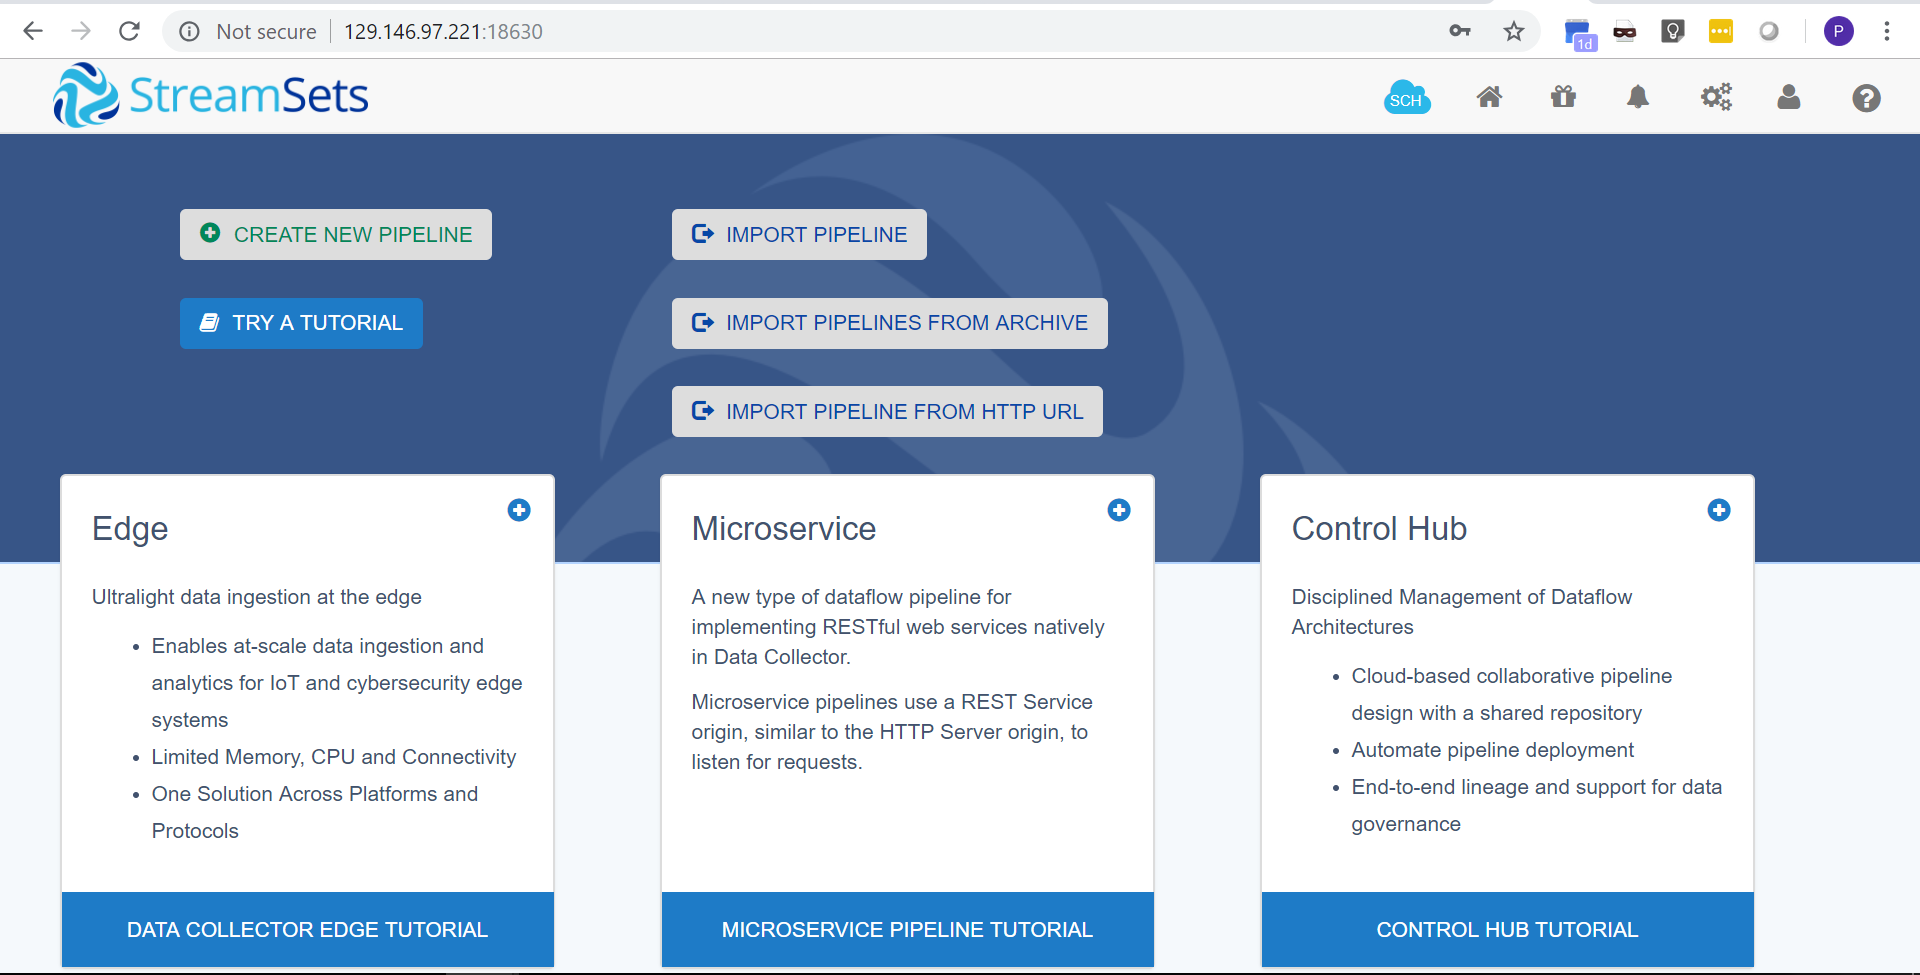 Not secure 129.146.97.221:18630
1d
P
StreamSets
SCH
CREATE NEW PIPELINE
TRY A TUTORIAL
IMPORT PIPELINE
IMPORT PIPELINES FROM ARCHIVE
IMPORT PIPELINE FROM HTTP URL
Edge
Ultralight data ingestion at the edge
• Enables at-scale data ingestion and
analytics for IoT and cybersecurity edge
systems
• Limited Memory, CPU and Connectivity
• One Solution Across Platforms and
Protocols
DATA COLLECTOR EDGE TUTORIAL
Microservice
A new type of dataflow pipeline for
implementing RESTful web services natively
in Data Collector.
Microservice pipelines use a REST Service
origin, similar to the HTTP Server origin, to
listen for requests.
MICROSERVICE PIPELINE TUTORIAL
Control Hub
Disciplined Management of Dataflow
Architectures
• Cloud-based collaborative pipeline
design with a shared repository
• Automate pipeline deployment
• End-to-end lineage and support for data
governance
CONTROL HUB TUTORIAL